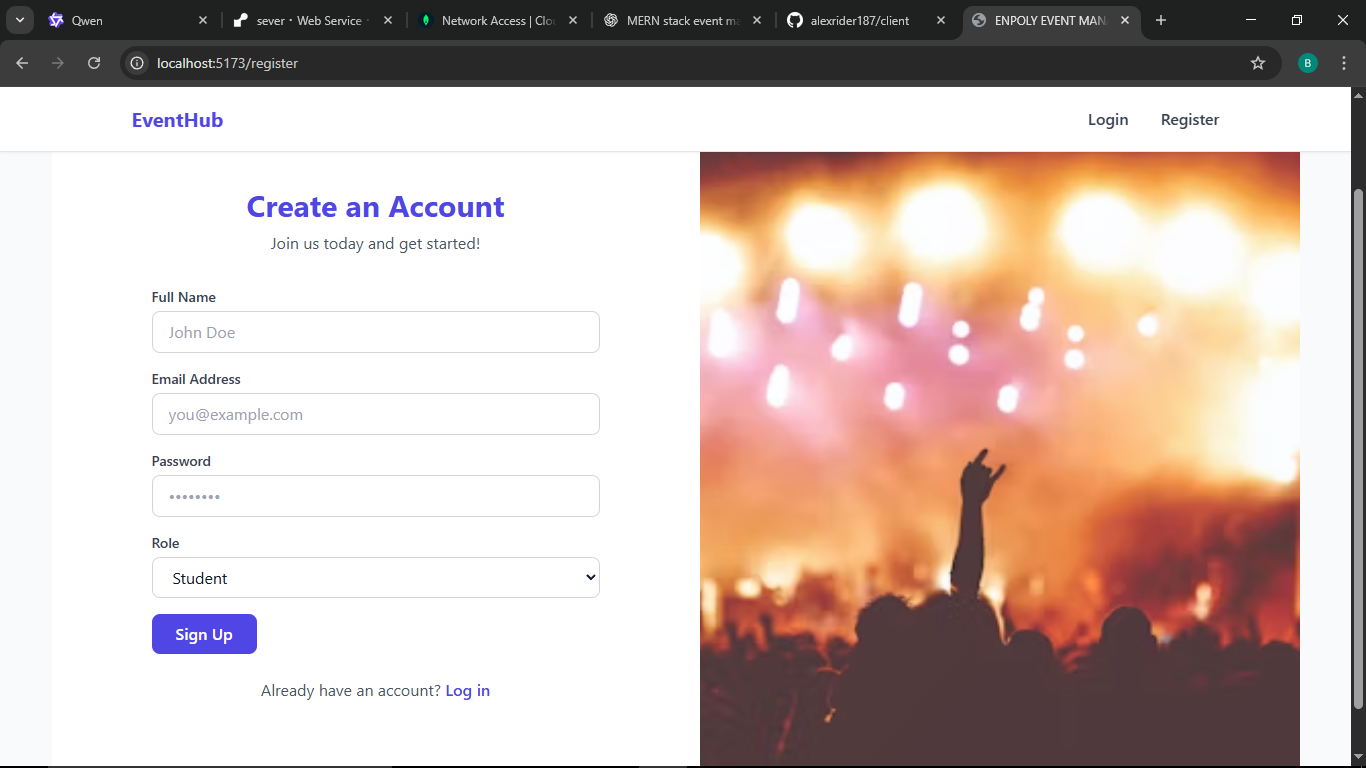 Qwen
sever · Web Service ·
Network Access | Clo
MERN stack event m
alexrider187/client
ENPOLY EVENT MAN
localhost:5173/register
B
EventHub
Login
Register
Create an Account
Join us today and get started!
Full Name
John Doe
Email Address
you@example.com
Password
••••••••
Role
Student
Sign Up
Already have an account? Log in